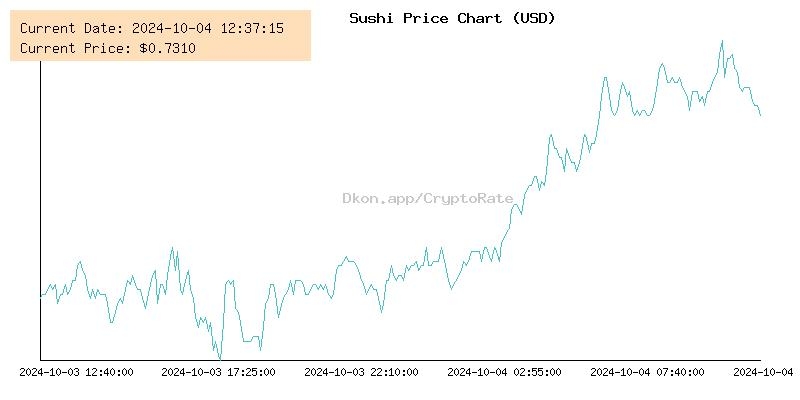 Sushi Price Chart (USD)
Current Date: 2024-10-04 12:37:15
Current Price: $0.7310
Dkon.app/CryptoRate
2024-10-03 12:40:00 2024-10-03 17:25:00 2024-10-03 22:10:00 2024-10-04 02:55:00 2024-10-04 07:40:00 2024-10-04